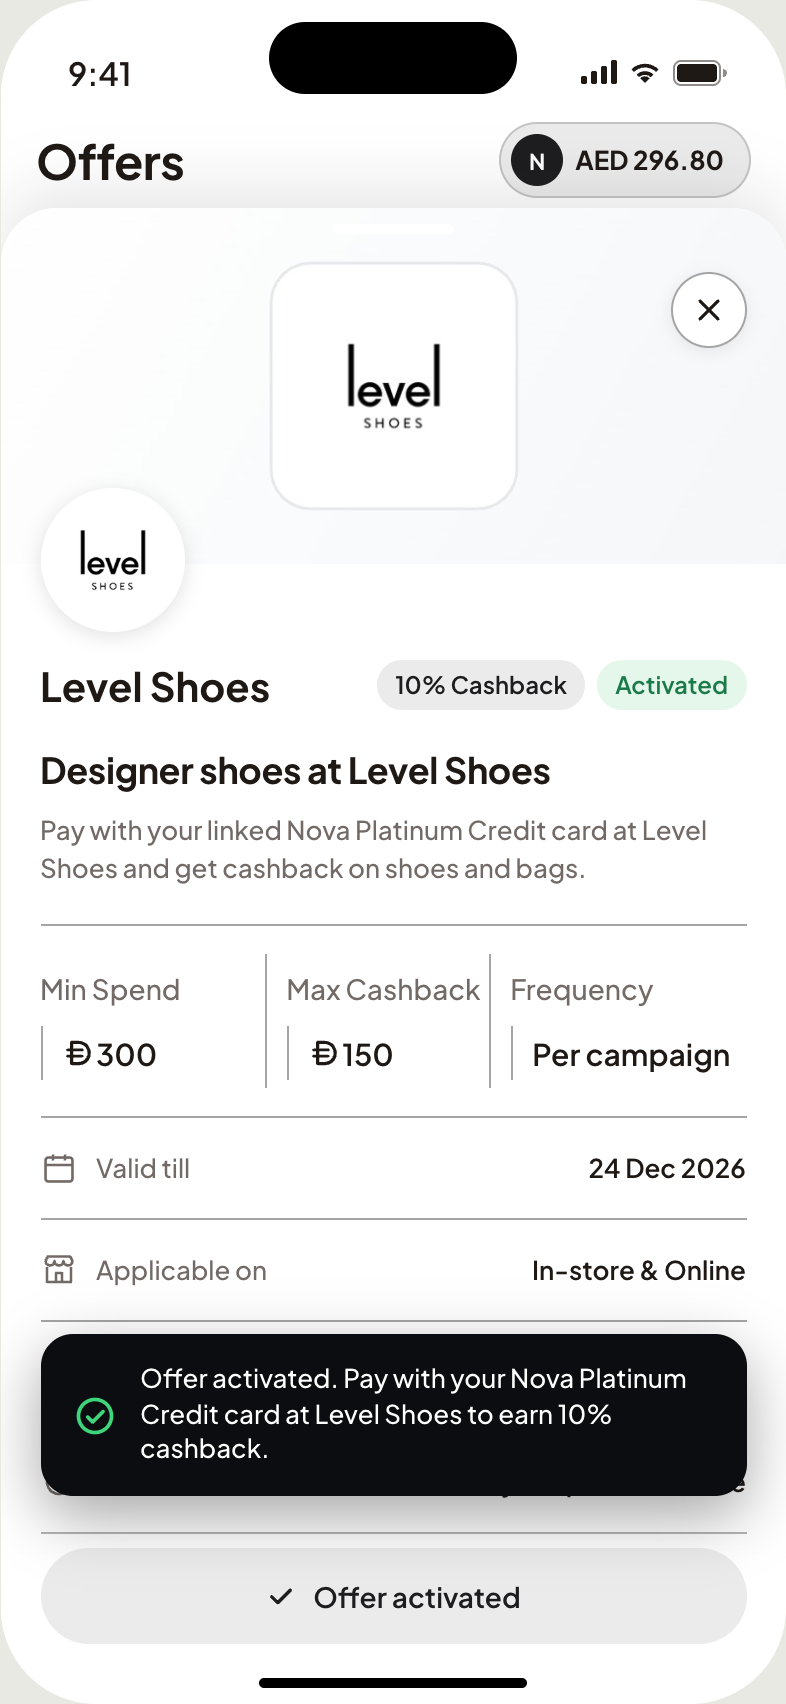 9:41
Offers
N
AED 296.80
level
SHOES
level
SHOES
Level Shoes
10% Cashback
Activated
Designer shoes at Level Shoes
Pay with your linked Nova Platinum Credit card at Level
Shoes and get cashback on shoes and bags.
Min Spend
Max Cashback
Frequency
300
150
Per campaign
Valid till
24 Dec 2026
Applicable on
In-store & Online
Offer activated. Pay with your Nova Platinum
Credit card at Level Shoes to earn 10%
cashback.
Offer activated